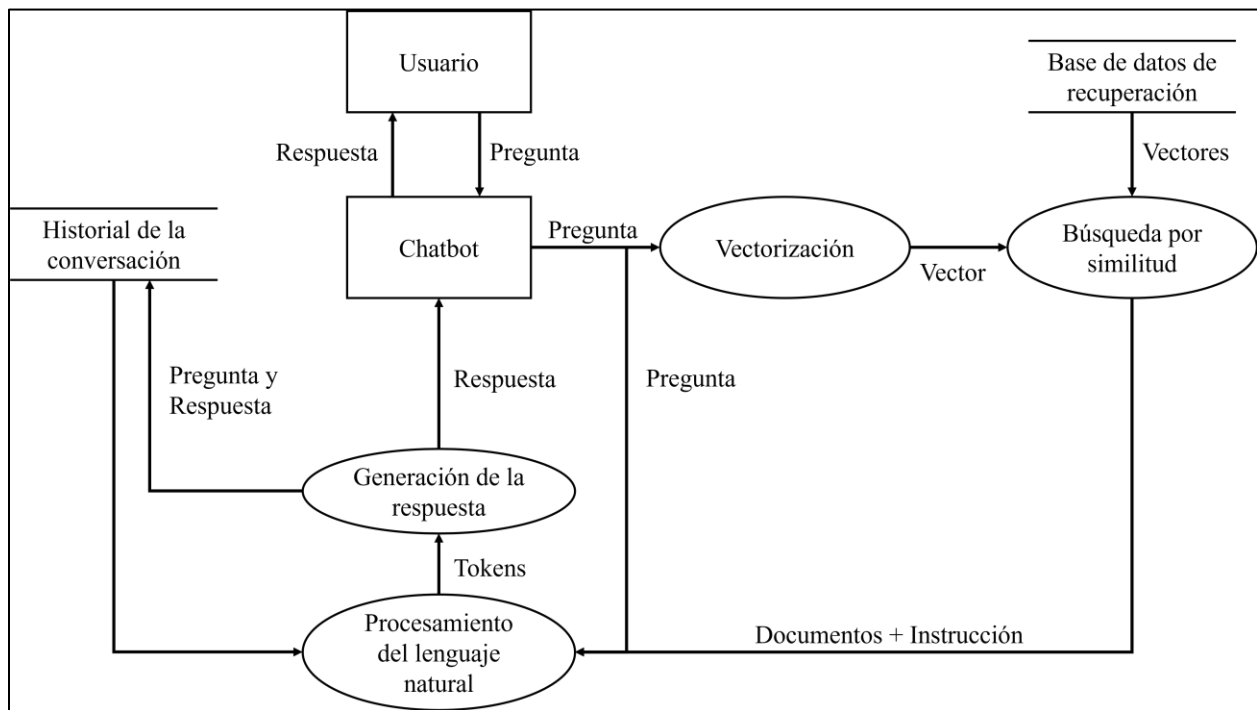 Usuario
Base de datos de
recuperación
Respuesta
Pregunta
Vectores
Historial de la
conversación
Chatbot
Pregunta
Vectorización
Vector
Búsqueda por
similitud
Pregunta y
Respuesta
Respuesta
Pregunta
Generación de la
respuesta
Tokens
Procesamiento
del lenguaje
natural
Documentos + Instrucción